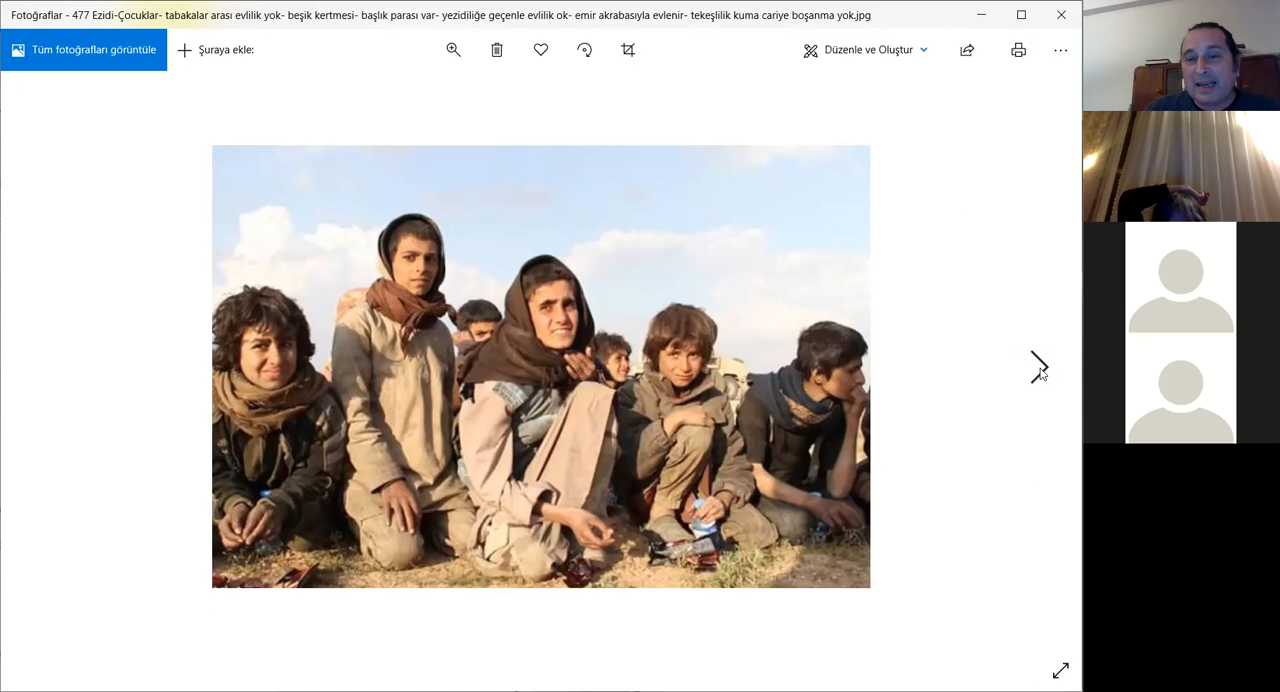 Fotoğraflar - 477 Ezidi-Çocuklar- tabakalar arası evlilik yok- beşik kertmesi- başlık parası var- yezidiliğe geçenle evlilik ok- emir akrabasıyla evlenir- tekeşlilik kuma cariye boşanma yok.jpg
Tüm fotoğrafları görüntüle
Şuraya ekle:
Düzenle ve Oluştur